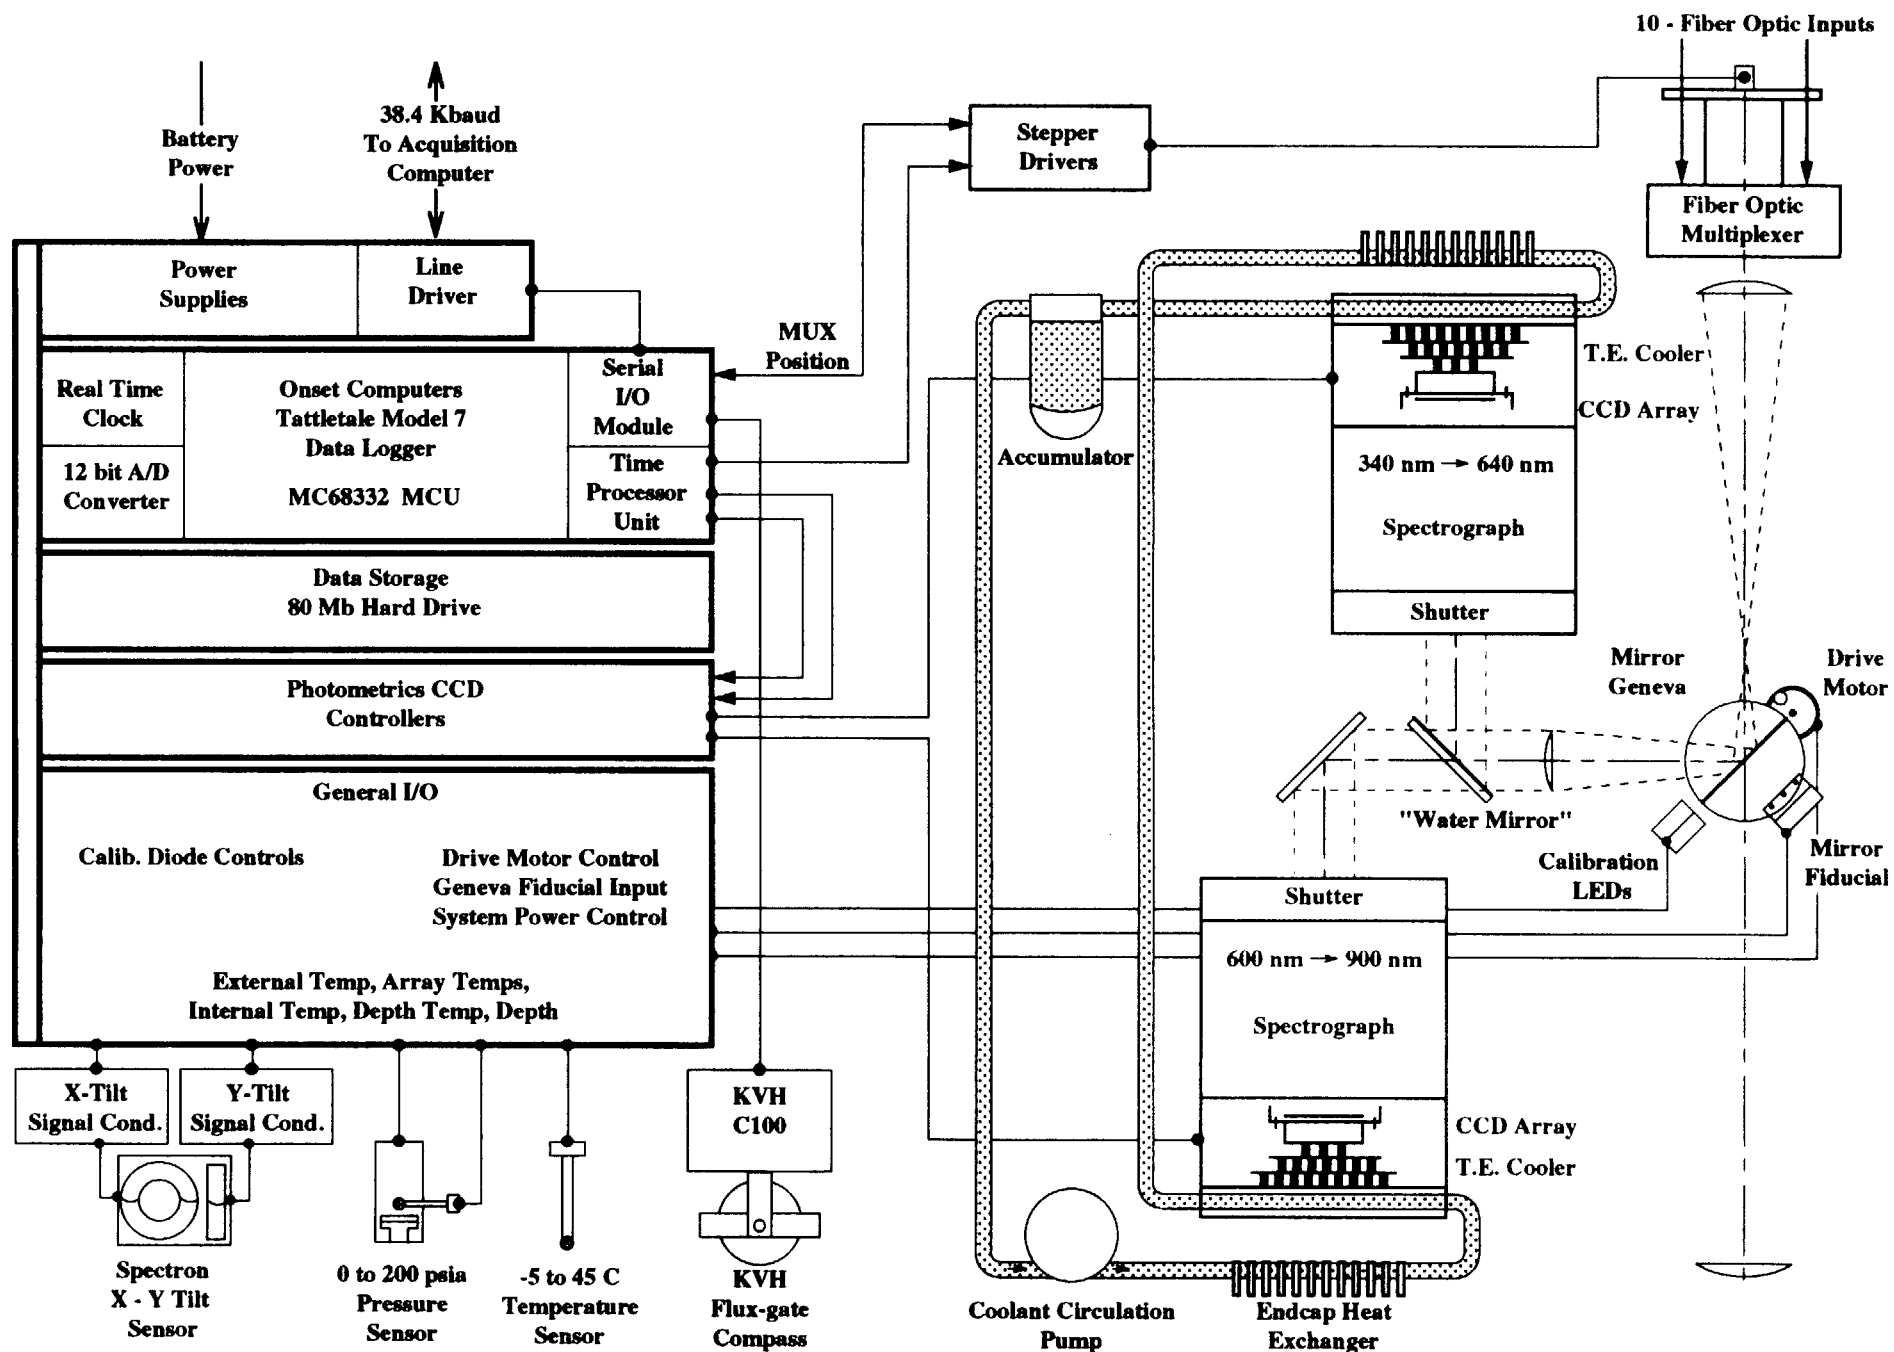 10 - Fiber Optic Inputs
38.4 Kbaud
To Acquisition
Computer
Battery
Power
Stepper
Drivers
Fiber Optic
Multiplexer
Power
Supplies
Line
Driver
MUX
Position
Real Time
Clock
12 bit A/D
Converter
Onset Computers
Tattletale Model 7
Data Logger
MC68332 MCU
Serial
I/O
Module
Time
Processor
Unit
Accumulator
T.E. Cooler
CCD Array
340 nm → 640 nm
Spectrograph
Shutter
Data Storage
80 Mb Hard Drive
Photometrics CCD
Controllers
Mirror
Geneva
Drive
Motor
"Water Mirror"
Calibration
LEDs
Mirror
Fiducial
General I/O
Calib. Diode Controls
Drive Motor Control
Geneva Fiducial Input
System Power Control
External Temp, Array Temps,
Internal Temp, Depth Temp, Depth
Shutter
600 nm → 900 nm
Spectrograph
CCD Array
T.E. Cooler
X-Tilt
Signal Cond.
Y-Tilt
Signal Cond.
KVH
C100
Spectron
X - Y Tilt
Sensor
0 to 200 psia
Pressure
Sensor
-5 to 45 C
Temperature
Sensor
KVH
Flux-gate
Compass
Coolant Circulation
Pump
Endcap Heat
Exchanger